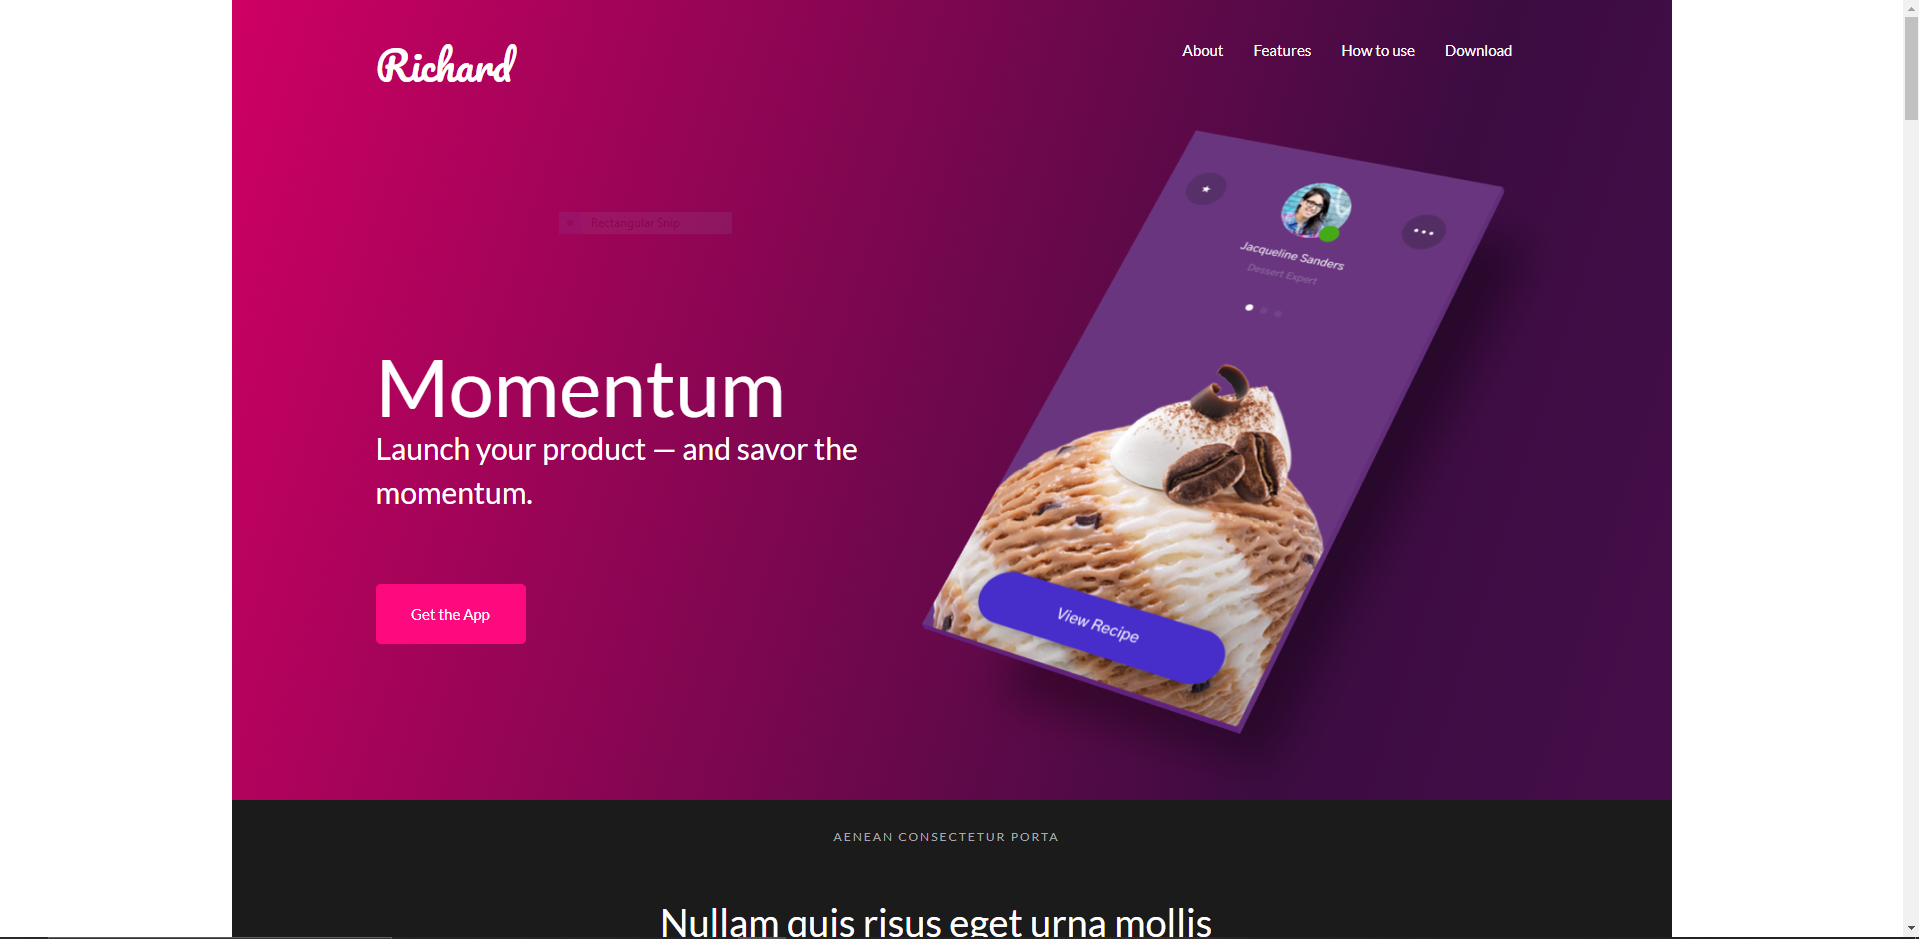 Richard
About
Features
How to use
Download
Rectangular Snip
Jacqueline Sanders
Dessert Expert
Momentum
Launch your product — and savor the
momentum.
Get the App
View Recipe
AENEAN CONSECTETUR PORTA
Nullam quis risus eget urna mollis